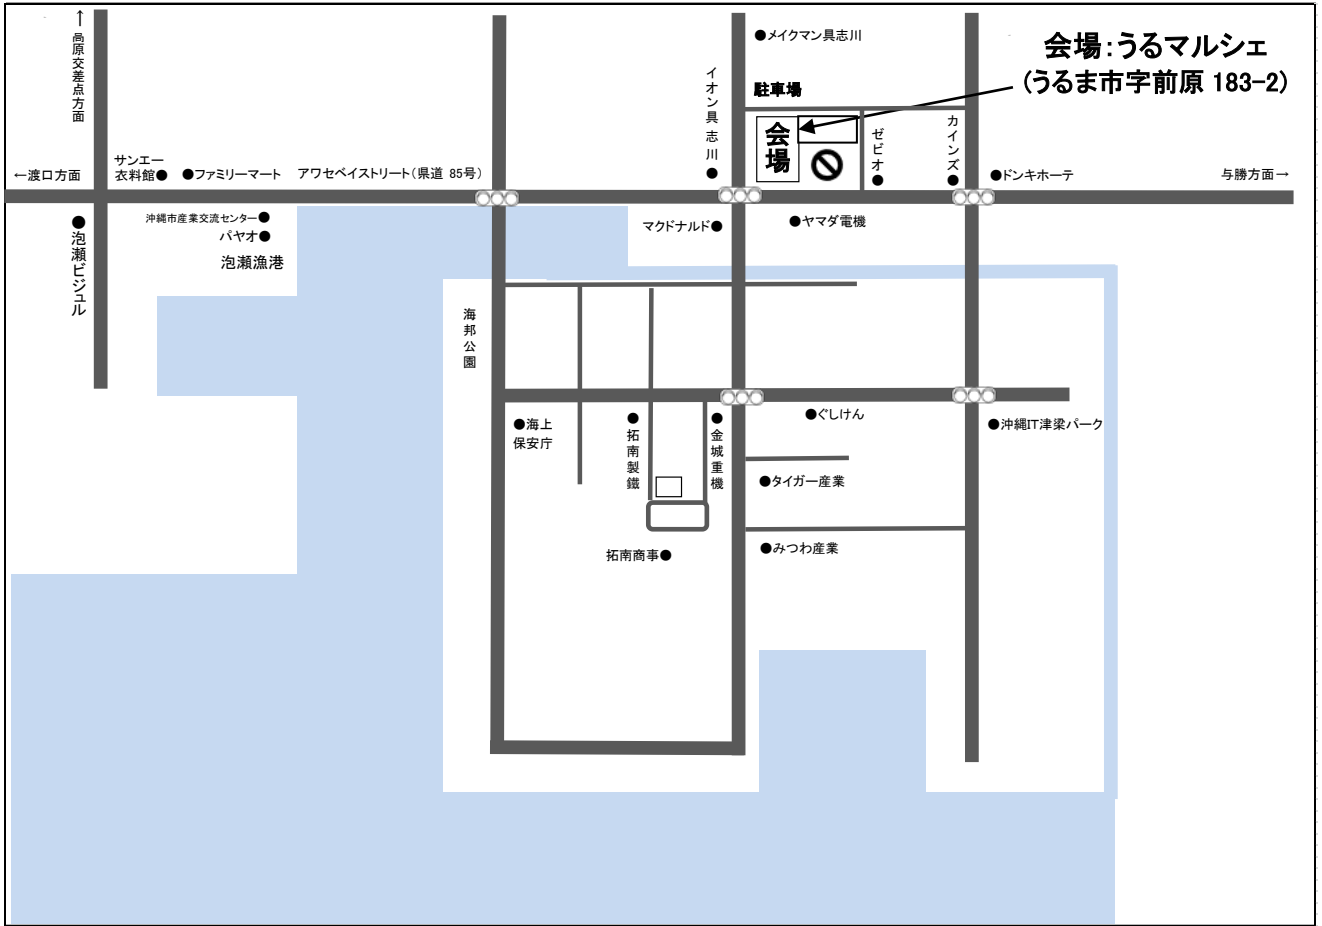 ↑高原交差点方面
●メイクマン具志川
会場:うるマルシェ
(うるま市字前原 183-2)
イオン具志川●
駐車場
会場
ゼビオ●
カインズ●
←渡口方面
サンエー
衣料館●
●ファミリーマート
アワセベイストリート(県道 85号)
●ドンキホーテ
与勝方面→
●泡瀬ビジュル
沖縄市産業交流センター●
パヤオ●
泡瀬漁港
マクドナルド●
●ヤマダ電機
海邦公園
●海上
保安庁
●拓南製鐵
●金城重機
●ぐしけん
●沖縄IT津梁パーク
●タイガー産業
拓南商事●
●みつわ産業